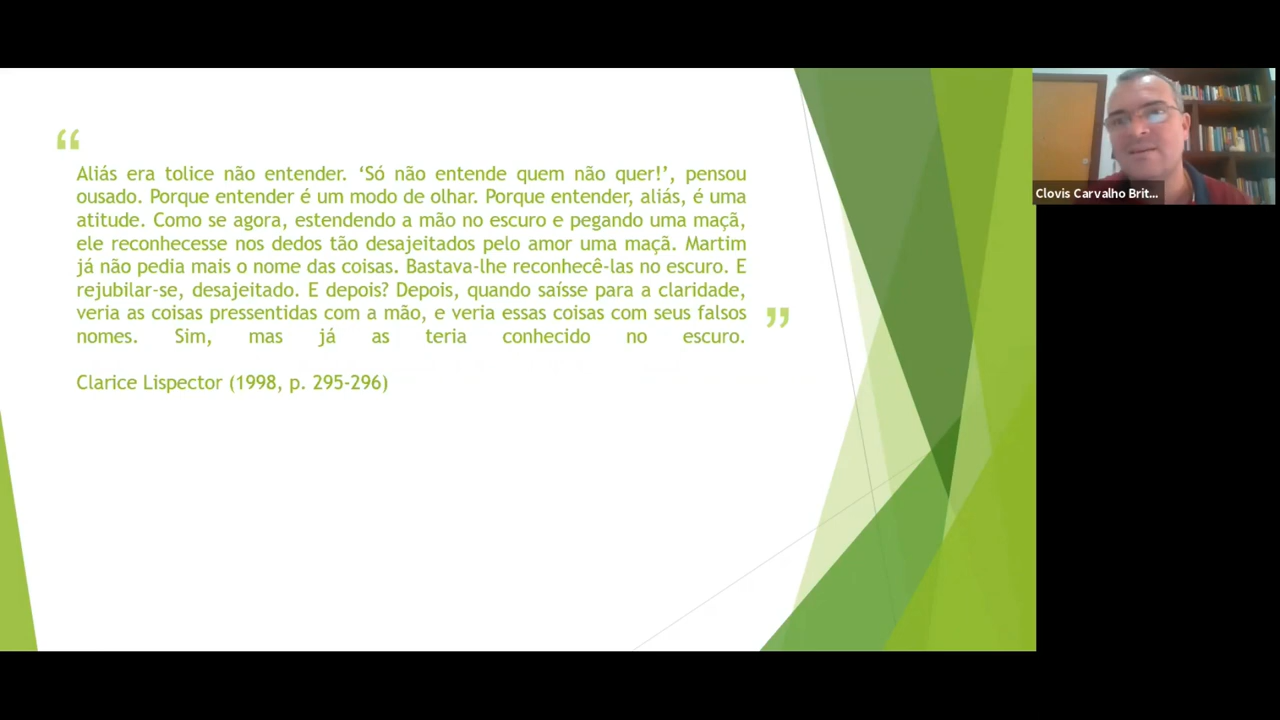 “
Aliás era tolice não entender. ‘Só não entende quem não quer!’, pensou
ousado. Porque entender é um modo de olhar. Porque entender, aliás, é uma
atitude. Como se agora, estendendo a mão no escuro e pegando uma maçã,
ele reconhecesse nos dedos tão desajeitados pelo amor uma maçã. Martim
já não pedia mais o nome das coisas. Bastava-lhe reconhecê-las no escuro. E
rejubilar-se, desajeitado. E depois? Depois, quando saísse para a claridade,
veria as coisas pressentidas com a mão, e veria essas coisas com seus falsos
nomes. Sim, mas já as teria conhecido no escuro.
”
Clarice Lispector (1998, p. 295-296)
Clovis Carvalho Brit...